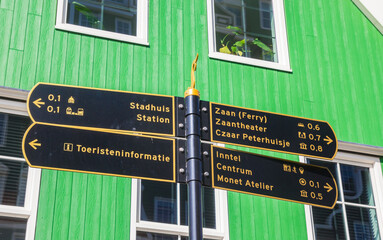 0,1 Stadhuis
0,1 Station
Toeristeninformatie
Zaan (Ferry) 0.6
Zaantheater 0.7
Czaar Peterhuisje 0.8
Inntel
Centrum 0.1
Monet Atelier 0.5